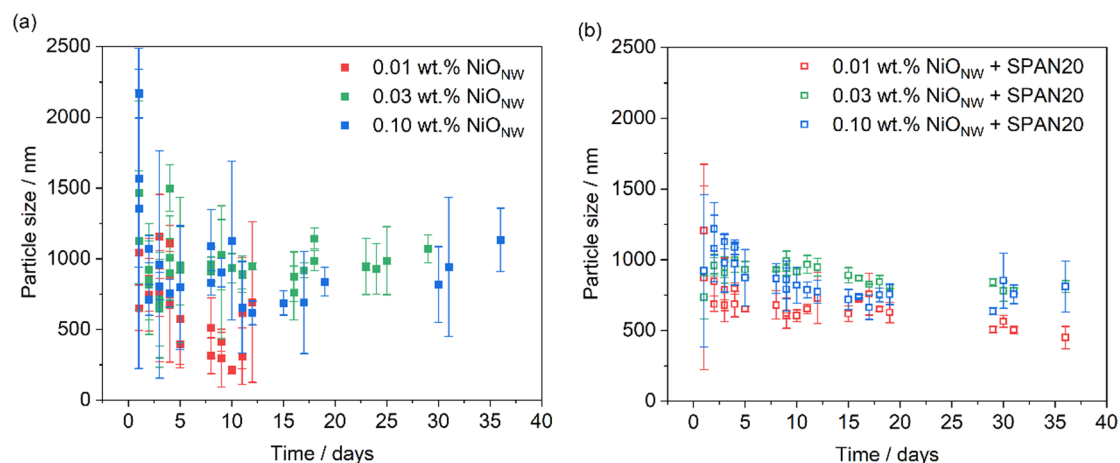 (a)
2500
2000
1500
1000
500
0
Particle size / nm
0.01 wt.% NiO_NW
0.03 wt.% NiO_NW
0.10 wt.% NiO_NW
0 5 10 15 20 25 30 35 40
Time / days
(b)
2500
2000
1500
1000
500
0
Particle size / nm
0.01 wt.% NiO_NW + SPAN20
0.03 wt.% NiO_NW + SPAN20
0.10 wt.% NiO_NW + SPAN20
0 5 10 15 20 25 30 35 40
Time / days